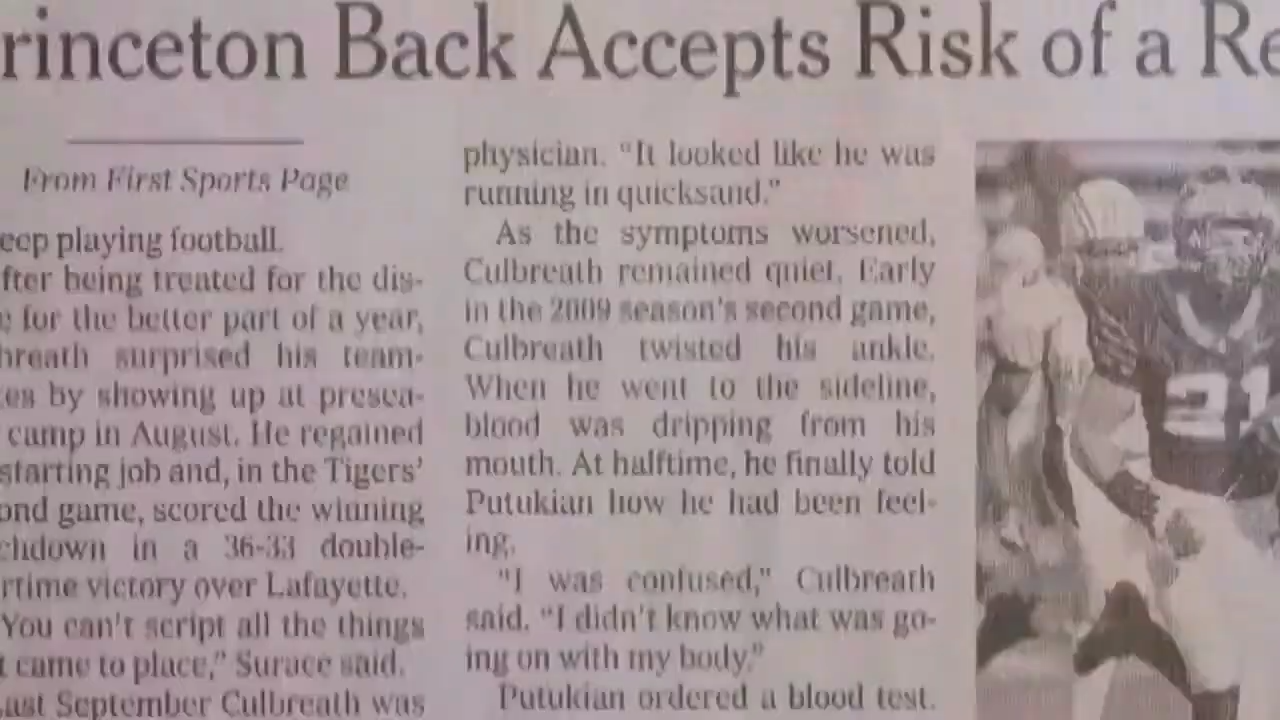 rinceton Back Accepts Risk of a Re
From First Sports Page
eep playing football.
fter being treated for the dis-
e for the better part of a year,
breath surprised his team-
es by showing up at presea-
camp in August. He regained
starting job and, in the Tigers'
ond game, scored the winning
chdown in a 36-33 double-
rtime victory over Lafayette.
You can't script all the things
t came to place," Surace said.
Last September Culbreath was
physician. "It looked like he was
running in quicksand."
As the symptoms worsened,
Culbreath remained quiet. Early
in the 2009 season's second game,
Culbreath twisted his ankle.
When he went to the sideline,
blood was dripping from his
mouth. At halftime, he finally told
Putukian how he had been feel-
ing.
"I was confused," Culbreath
said. "I didn't know what was go-
ing on with my body."
Putukian ordered a blood test.
21